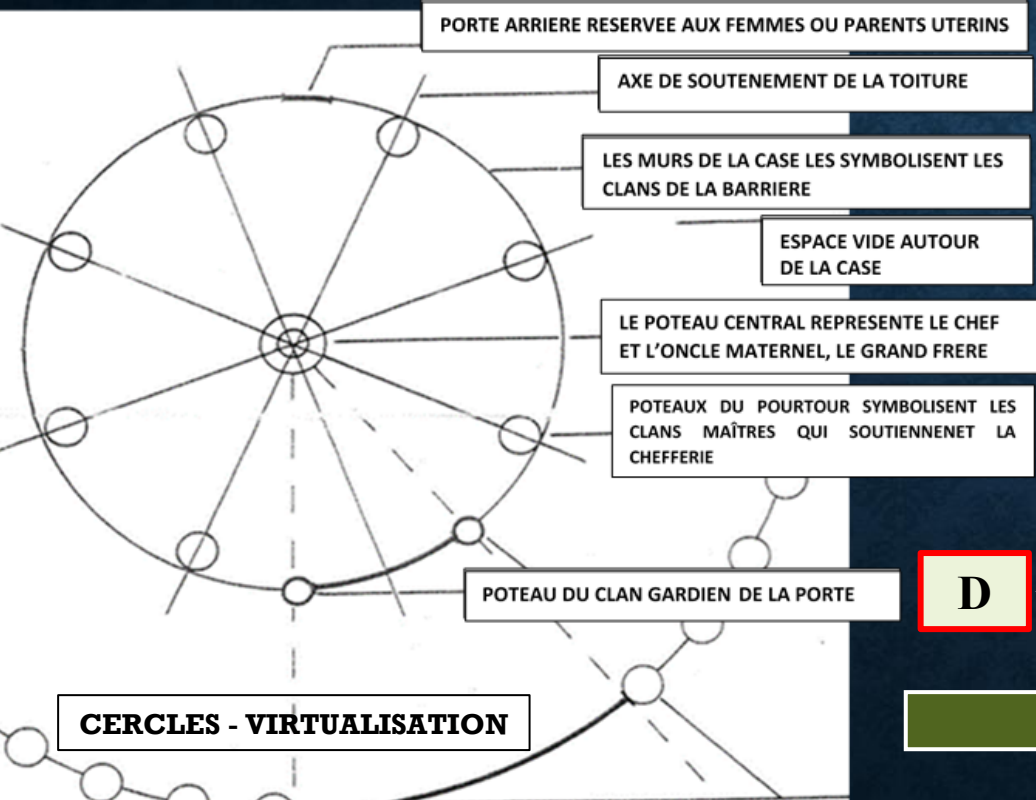 PORTE ARRIERE RESERVEE AUX FEMMES OU PARENTS UTERINS
AXE DE SOUTENEMENT DE LA TOITURE
LES MURS DE LA CASE LES SYMBOLISENT LES
CLANS DE LA BARRIERE
ESPACE VIDE AUTOUR
DE LA CASE
LE POTEAU CENTRAL REPRESENTE LE CHEF
ET L'ONCLE MATERNEL, LE GRAND FRERE
POTEAUX DU POURTOUR SYMBOLISENT LES
CLANS MAÎTRES QUI SOUTIENNENET LA
CHEFFERIE
POTEAU DU CLAN GARDIEN DE LA PORTE
D
CERCLES - VIRTUALISATION